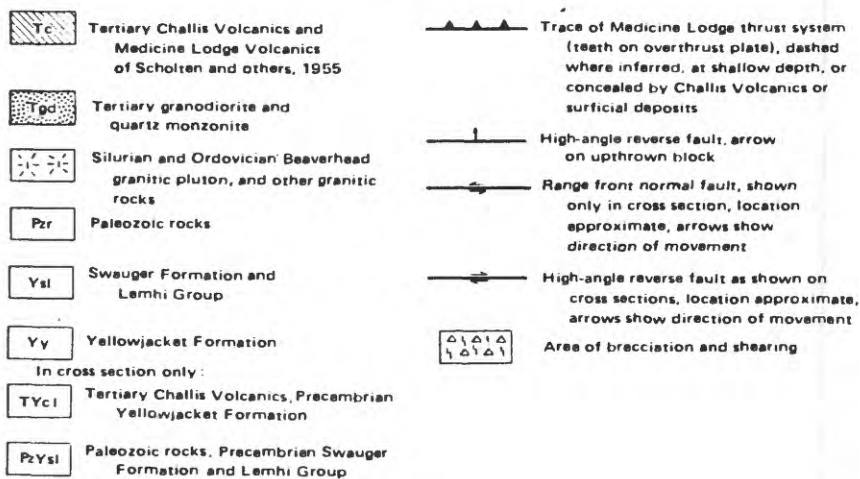 Tc Tertiary Challis Volcanics and
Medicine Lodge Volcanics
of Scholten and others, 1955
Tgd Tertiary granodiorite and
quartz monzonite
Silurian and Ordovician Beaverhead
granitic pluton, and other granitic
rocks
Pzr Paleozoic rocks
Ysl Swauger Formation and
Lemhi Group
Yy Yellowjacket Formation
In cross section only:
TYcl Tertiary Challis Volcanics, Precambrian
Yellowjacket Formation
PzYsl Paleozoic rocks, Precambrian Swauger
Formation and Lemhi Group
Trace of Medicine Lodge thrust system
(teeth on overthrust plate), dashed
where inferred, at shallow depth, or
concealed by Challis Volcanics or
surficial deposits
High-angle reverse fault, arrow
on upthrown block
Range front normal fault, shown
only in cross section, location
approximate, arrows show
direction of movement
High-angle reverse fault as shown on
cross sections, location approximate,
arrows show direction of movement
Area of brecciation and shearing